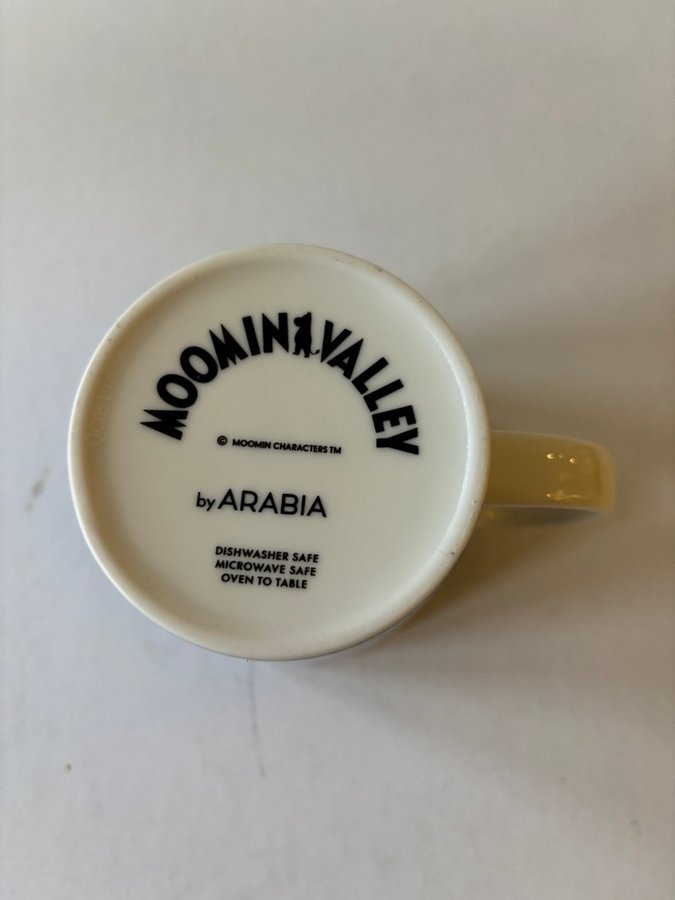 MOOMINVALLEY
© MOOMIN CHARACTERS TM
by ARABIA
DISHWASHER SAFE
MICROWAVE SAFE
OVEN TO TABLE